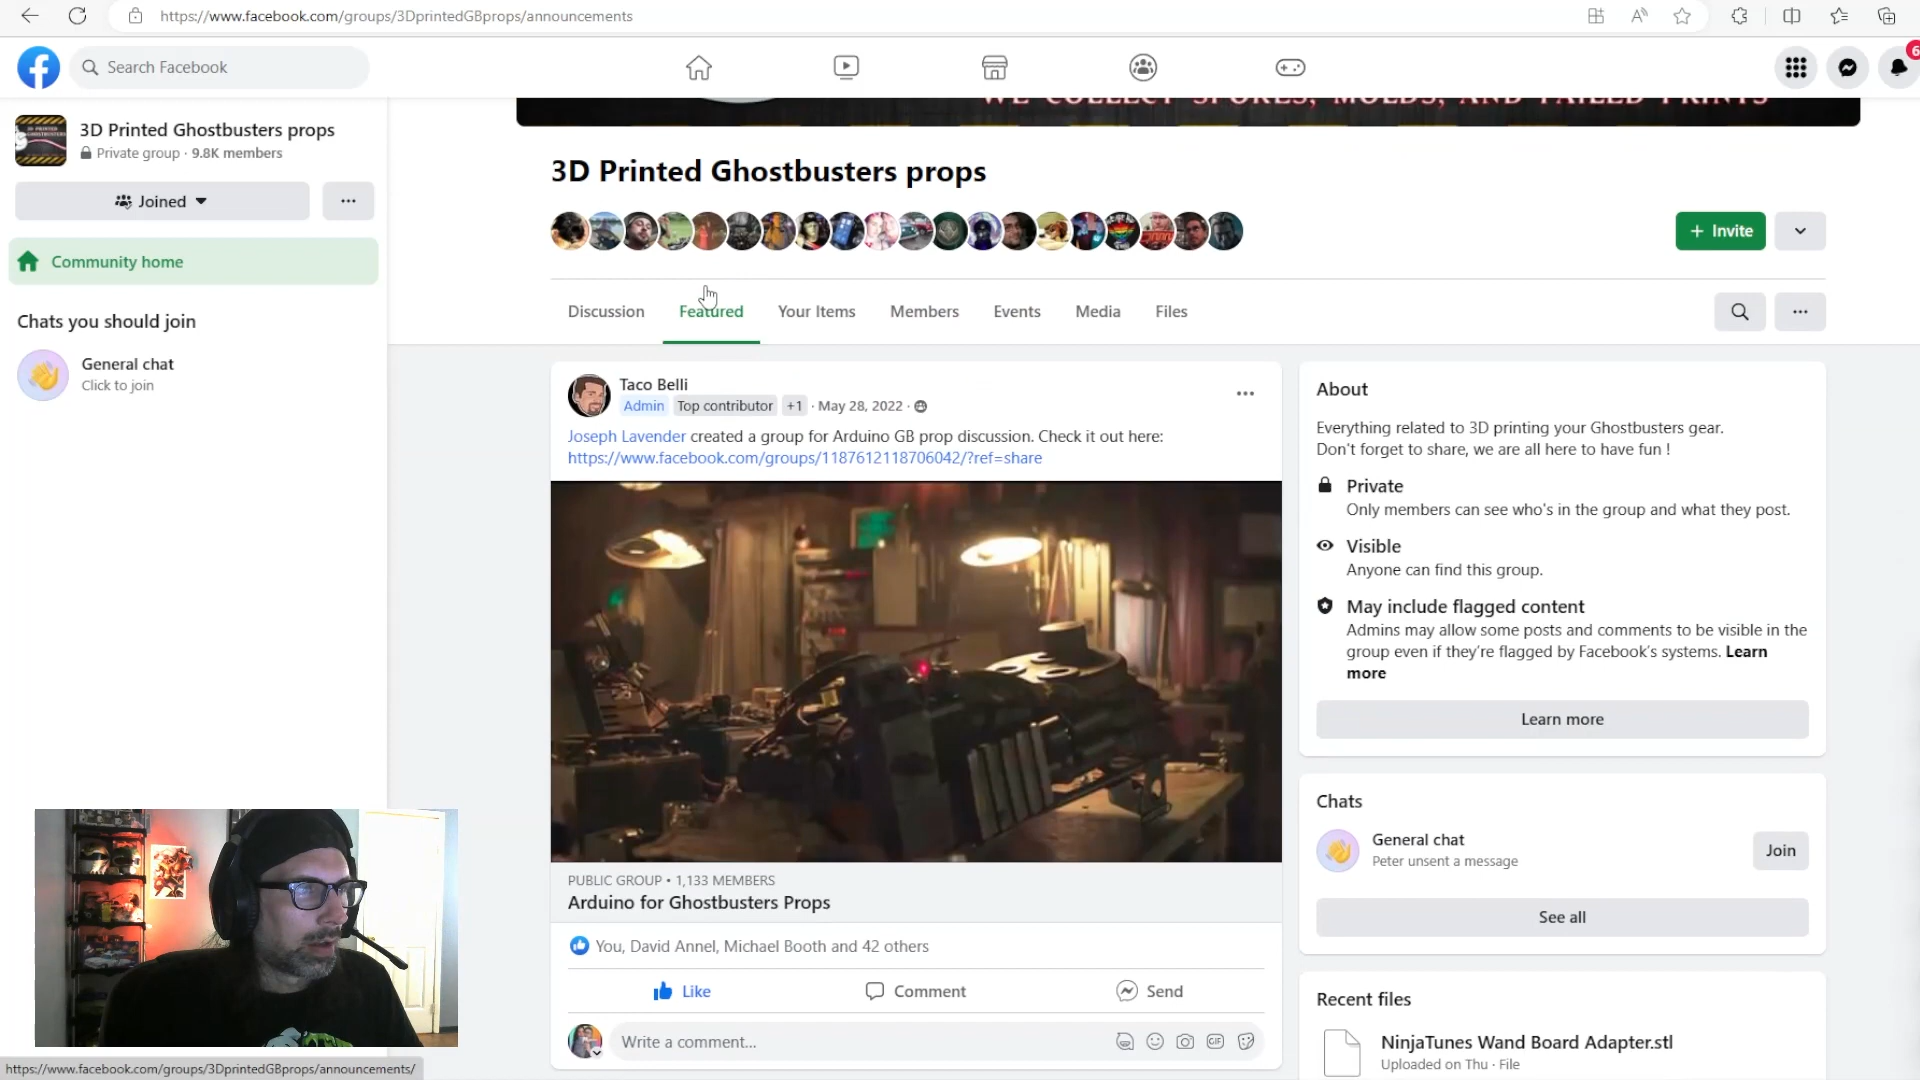 https://www.facebook.com/groups/3DprintedGBprops/announcements
Search Facebook
6
3D Printed Ghostbusters props
Private group · 9.8K members
Joined
Community home
Chats you should join
General chat
Click to join
WE COLLECT SPORES, MOLDS, AND FAILED PRINTS
3D Printed Ghostbusters props
+ Invite
Discussion Featured Your Items Members Events Media Files
Taco Belli
Admin Top contributor +1 · May 28, 2022 ·
Joseph Lavender created a group for Arduino GB prop discussion. Check it out here:
https://www.facebook.com/groups/1187612118706042/?ref=share
PUBLIC GROUP • 1,133 MEMBERS
Arduino for Ghostbusters Props
You, David Annel, Michael Booth and 42 others
Like Comment Send
Write a comment...
GIF
About
Everything related to 3D printing your Ghostbusters gear.
Don't forget to share, we are all here to have fun !
Private
Only members can see who's in the group and what they post.
Visible
Anyone can find this group.
May include flagged content
Admins may allow some posts and comments to be visible in the
group even if they're flagged by Facebook's systems. Learn
more
Learn more
Chats
General chat
Peter unsent a message
Join
See all
Recent files
NinjaTunes Wand Board Adapter.stl
Uploaded on Thu · File
https://www.facebook.com/groups/3DprintedGBprops/announcements/